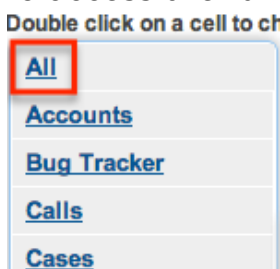 Double click on a cell to ch
All
Accounts
Bug Tracker
Calls
Cases